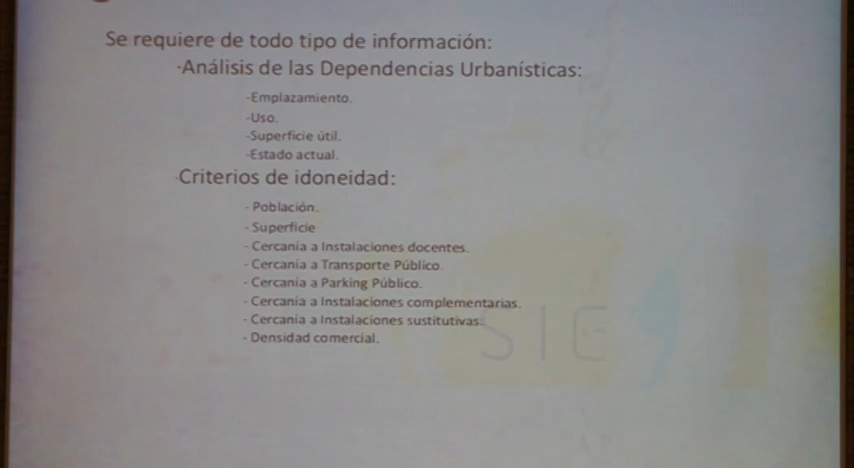 Se requiere de todo tipo de información:
·Análisis de las Dependencias Urbanísticas:
-Emplazamiento.
-Uso.
-Superficie útil.
-Estado actual.
·Criterios de idoneidad:
- Población.
- Superficie
- Cercanía a Instalaciones docentes.
- Cercanía a Transporte Público.
- Cercanía a Parking Público.
- Cercanía a Instalaciones complementarias.
- Cercanía a Instalaciones sustitutivas.
- Densidad comercial.
SIG